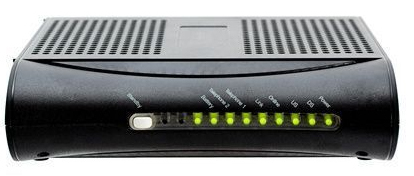 Standby
Battery
Telephone 2
Telephone 1
Link
Online
US
DS
Power